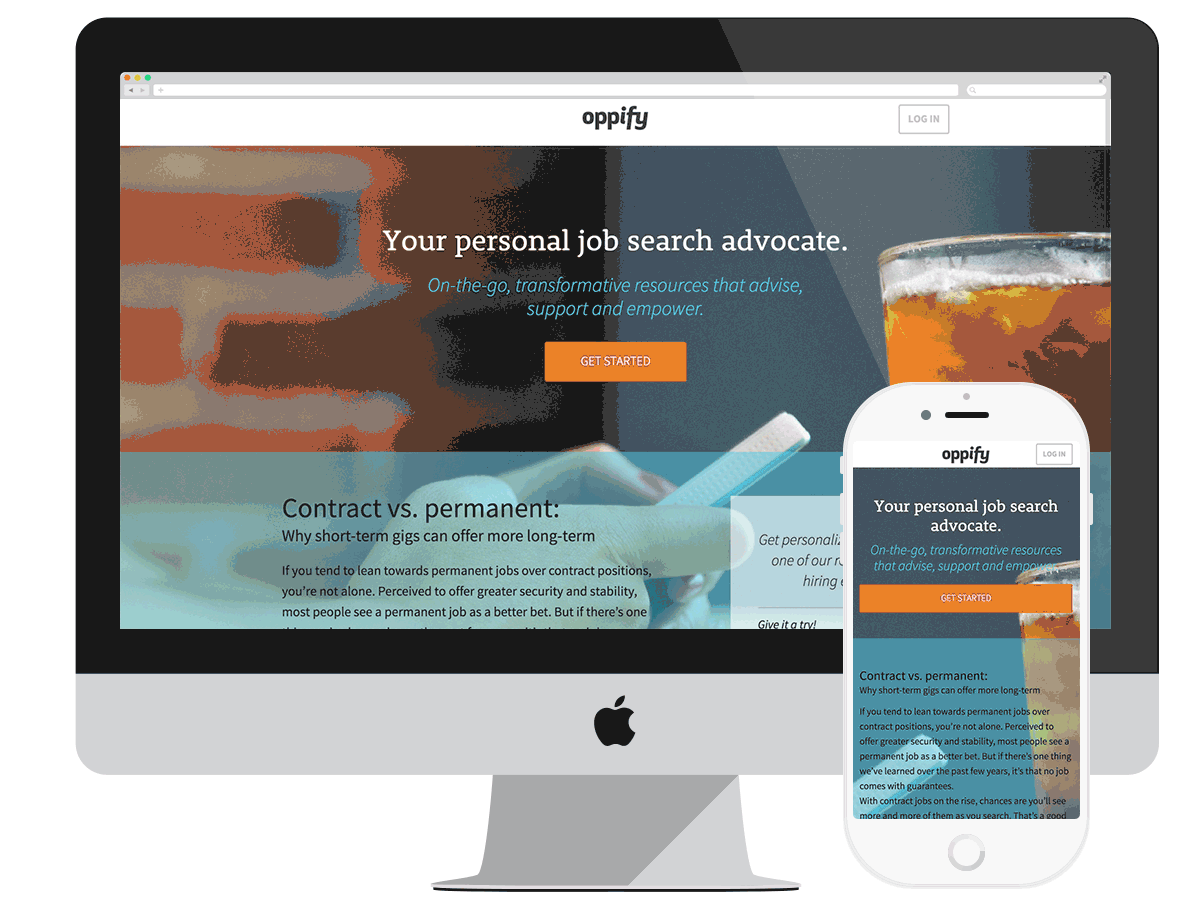 oppify
LOG IN
Your personal job search advocate.
On-the-go, transformative resources that advise,
support and empower.
GET STARTED
Contract vs. permanent:
Why short-term gigs can offer more long-term
If you tend to lean towards permanent jobs over contract positions,
you're not alone. Perceived to offer greater security and stability,
most people see a permanent job as a better bet. But if there's one
Get personaliz
one of our r
hiring e
Give it a try!
oppify
LOG IN
Your personal job search
advocate.
On-the-go, transformative resources
that advise, support and empower.
GET STARTED
Contract vs. permanent:
Why short-term gigs can offer more long-term
If you tend to lean towards permanent jobs over
contract positions, you're not alone. Perceived to
offer greater security and stability, most people see a
permanent job as a better bet. But if there's one thing
we've learned over the past few years, it's that no job
comes with guarantees.
With contract jobs on the rise, chances are you'll see
more and more of them as you search. That's a good